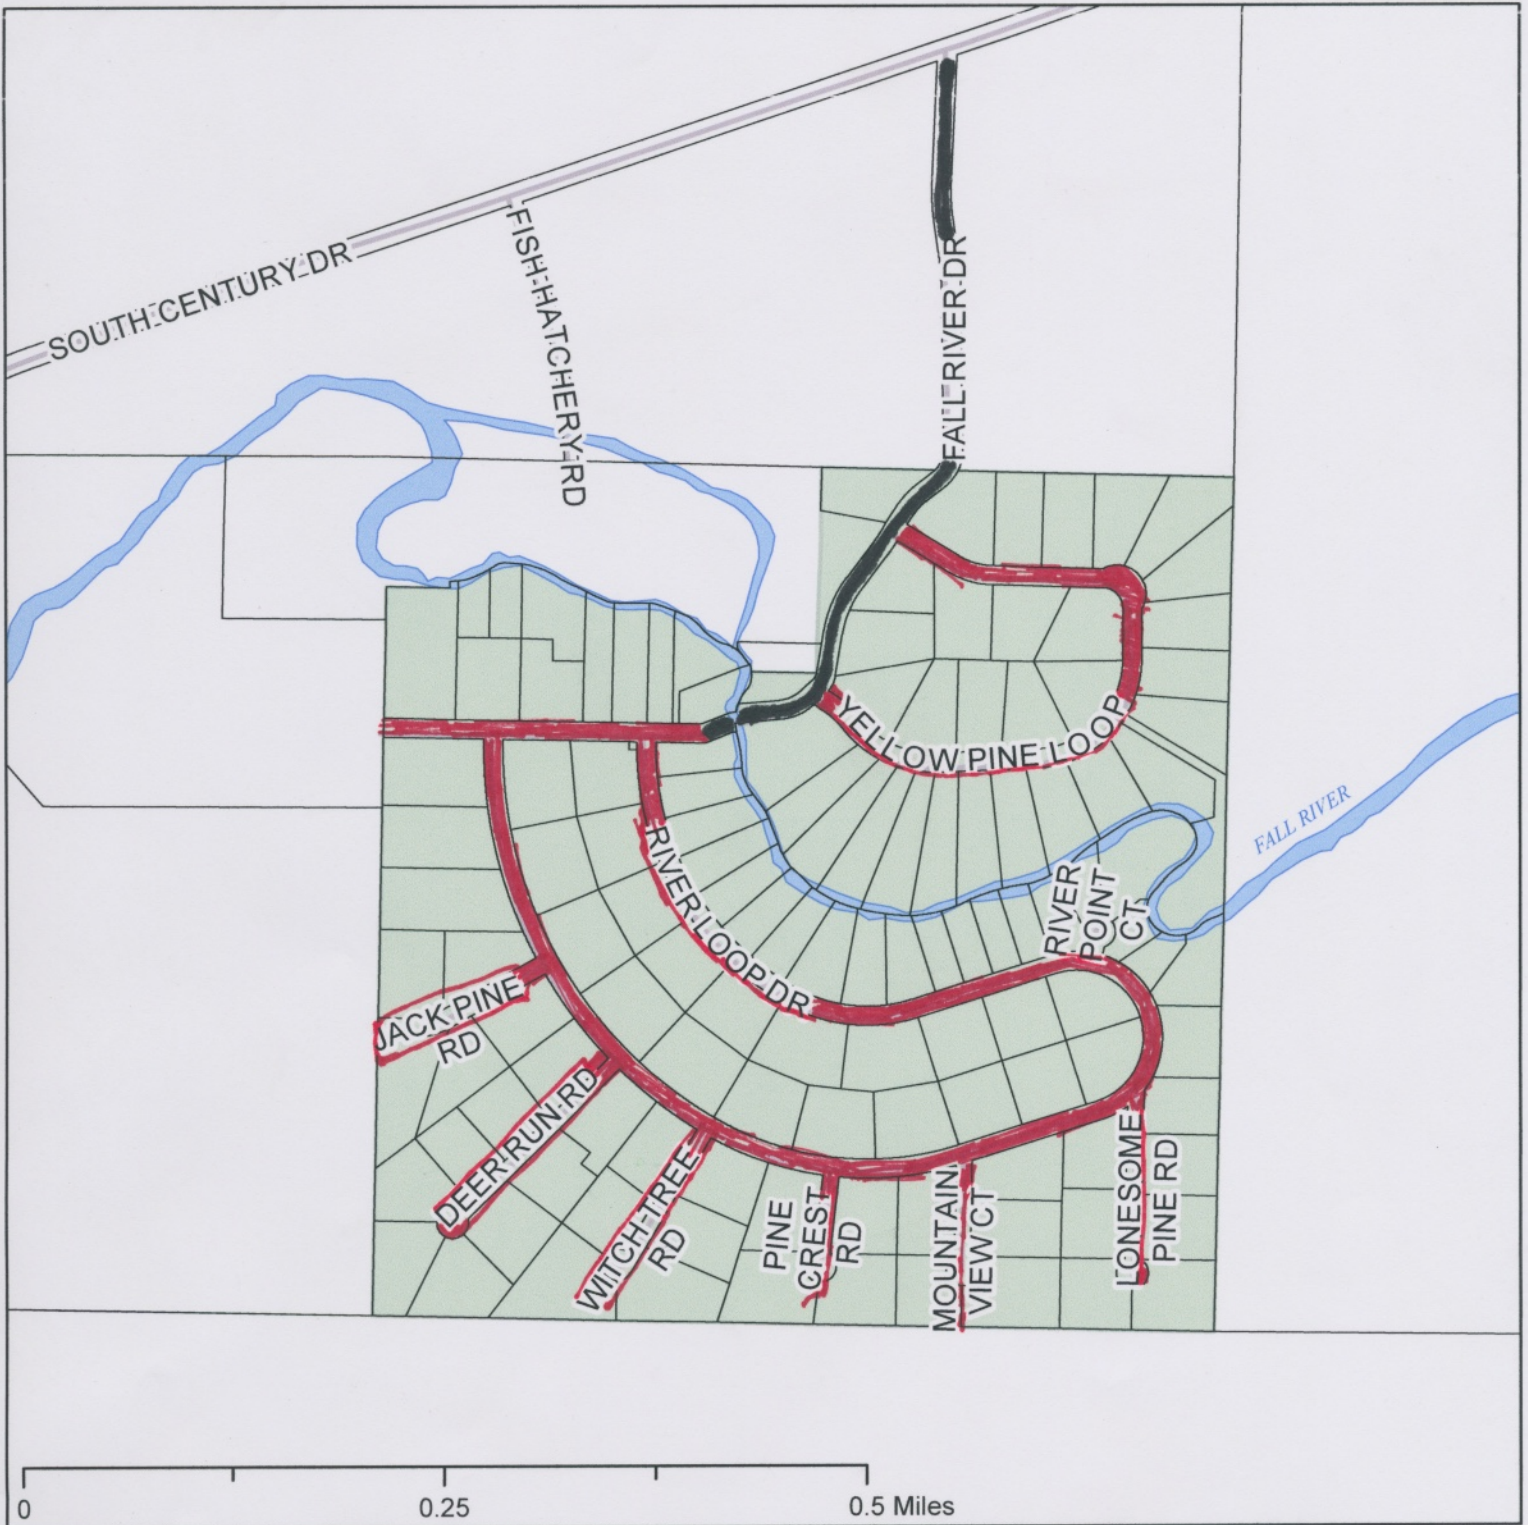 SOUTH CENTURY DR
FISH HATCHERY RD
FALL RIVER DR
YELLOW PINE LOOP
FALL RIVER
RIVER
POINT
CT
RIVER LOOP DR
JACK PINE
RD
DEER RUN RD
WITCH TREE
RD
PINE
CREST
RD
MOUNTAIN
VIEW CT
LONESOME
PINE RD
0
0.25
0.5 Miles